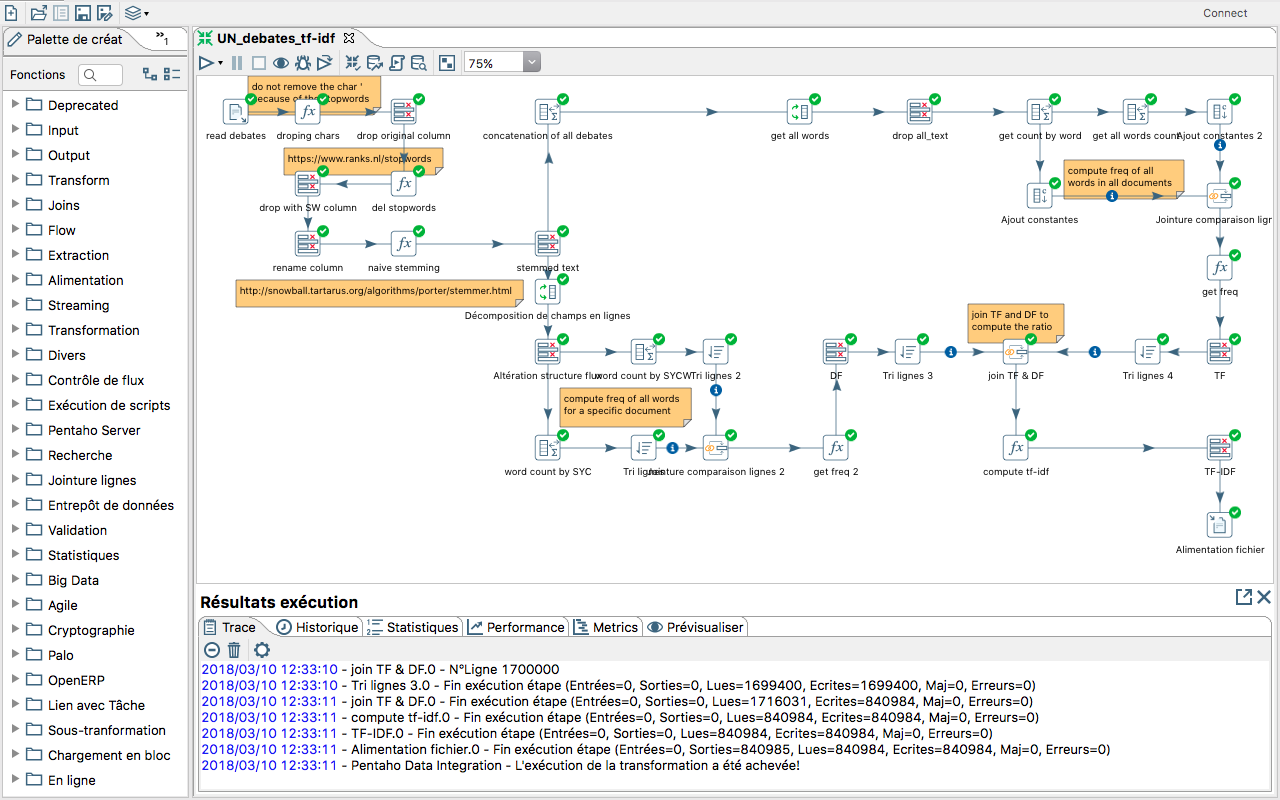 Connect
Palette de créat
»1
UN_debates_tf-idf
Fonctions
75%
Deprecated
Input
Output
Transform
Joins
Flow
Extraction
Alimentation
Streaming
Transformation
Divers
Contrôle de flux
Exécution de scripts
Pentaho Server
Recherche
Jointure lignes
Entrepôt de données
Validation
Statistiques
Big Data
Agile
Cryptographie
Palo
OpenERP
Lien avec Tâche
Sous-tranformation
Chargement en bloc
En ligne
do not remove the char '
because of the stopwords
read debates
droping chars
drop original column
concatenation of all debates
get all words
drop all_text
get count by word
get all words count
Ajout constantes 2
https://www.ranks.nl/stopwords
compute freq of all
words in all documents
drop with SW column
del stopwords
Ajout constantes
Jointure comparaison lignr
rename column
naive stemming
stemmed text
http://snowball.tartarus.org/algorithms/porter/stemmer.html
get freq
Décomposition de champs en lignes
join TF and DF to
compute the ratio
Altération structure flux
word count by SYCW
Tri lignes 2
DF
Tri lignes 3
join TF & DF
Tri lignes 4
TF
compute freq of all words
for a specific document
word count by SYC
Tri lignes
Jointure comparaison lignes 2
get freq 2
compute tf-idf
TF-IDF
Alimentation fichier
Résultats exécution
Trace
Historique
Statistiques
Performance
Metrics
Prévisualiser
2018/03/10 12:33:10 - join TF & DF.0 - N°Ligne 1700000
2018/03/10 12:33:10 - Tri lignes 3.0 - Fin exécution étape (Entrées=0, Sorties=0, Lues=1699400, Ecrites=1699400, Maj=0, Erreurs=0)
2018/03/10 12:33:11 - join TF & DF.0 - Fin exécution étape (Entrées=0, Sorties=0, Lues=1716031, Ecrites=840984, Maj=0, Erreurs=0)
2018/03/10 12:33:11 - compute tf-idf.0 - Fin exécution étape (Entrées=0, Sorties=0, Lues=840984, Ecrites=840984, Maj=0, Erreurs=0)
2018/03/10 12:33:11 - TF-IDF.0 - Fin exécution étape (Entrées=0, Sorties=0, Lues=840984, Ecrites=840984, Maj=0, Erreurs=0)
2018/03/10 12:33:11 - Alimentation fichier.0 - Fin exécution étape (Entrées=0, Sorties=840985, Lues=840984, Ecrites=840984, Maj=0, Erreurs=0)
2018/03/10 12:33:11 - Pentaho Data Integration - L'exécution de la transformation a été achevée!